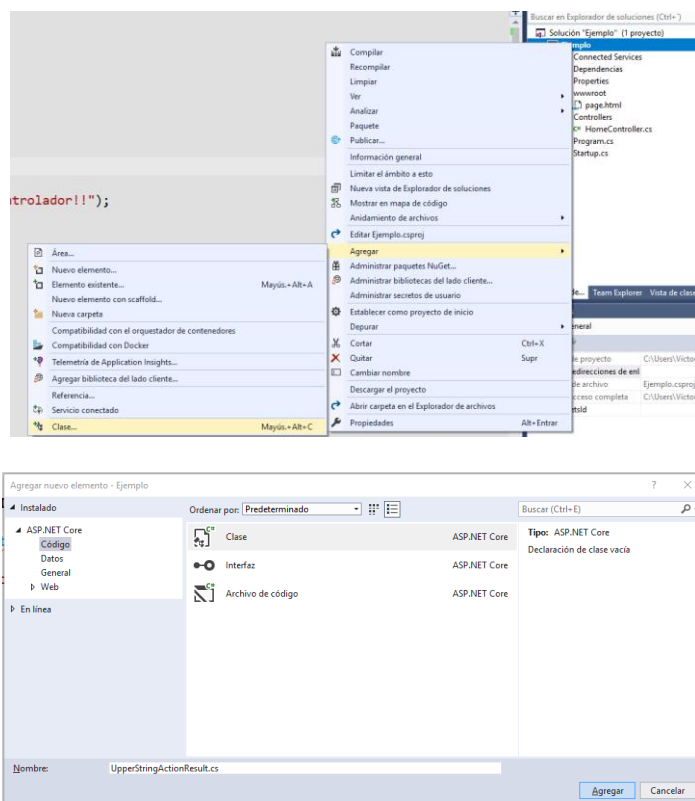 Buscar en Explorador de soluciones (Ctrl+')
Solución "Ejemplo" (1 proyecto)
Connected Services
Dependencias
Properties
wwwroot
page.html
Controllers
C# HomeController.cs
Program.cs
Startup.cs
trolador!!");
Compilar
Recompilar
Limpiar
Ver
Analizar
Paquete
Publicar...
Información general
Limitar el ámbito a esto
Nueva vista de Explorador de soluciones
Mostrar en mapa de código
Anidamiento de archivos
Editar Ejemplo.csproj
Agregar
Administrar paquetes NuGet...
Administrar bibliotecas del lado cliente...
Administrar secretos de usuario
Establecer como proyecto de inicio
Depurar
Cortar Ctrl+X
Quitar Supr
Cambiar nombre
Descargar el proyecto
Abrir carpeta en el Explorador de archivos
Propiedades Alt+Entrar
Área...
Nuevo elemento...
Elemento existente... Mayús.+Alt+A
Nuevo elemento con scaffold...
Nueva carpeta
Compatibilidad con el orquestador de contenedores
Compatibilidad con Docker
Telemetría de Application Insights...
Agregar biblioteca del lado cliente...
Referencia...
Servicio conectado
Clase... Mayús.+Alt+C
de... Team Explorer Vista de clase
neral
e proyecto C:\Users\Victo
edirecciones de enl
de archivo Ejemplo.csproj
cceso completa C:\Users\Victo
etsId
Agregar nuevo elemento - Ejemplo ? ×
Instalado
Ordenar por: Predeterminado
Buscar (Ctrl+E)
ASP.NET Core
Código
Datos
General
Web
En línea
Clase ASP.NET Core
Interfaz ASP.NET Core
Archivo de código ASP.NET Core
Tipo: ASP.NET Core
Declaración de clase vacía
Nombre: UpperStringActionResult.cs
Agregar Cancelar